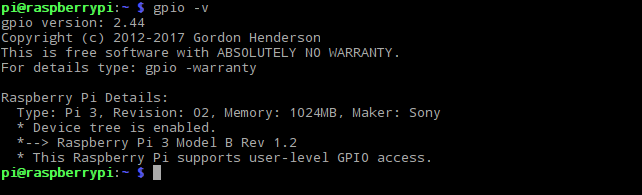 pi@raspberrypi:~ $ gpio -v
gpio version: 2.44
Copyright (c) 2012-2017 Gordon Henderson
This is free software with ABSOLUTELY NO WARRANTY.
For details type: gpio -warranty

Raspberry Pi Details:
  Type: Pi 3, Revision: 02, Memory: 1024MB, Maker: Sony
  * Device tree is enabled.
  *--> Raspberry Pi 3 Model B Rev 1.2
  * This Raspberry Pi supports user-level GPIO access.
pi@raspberrypi:~ $